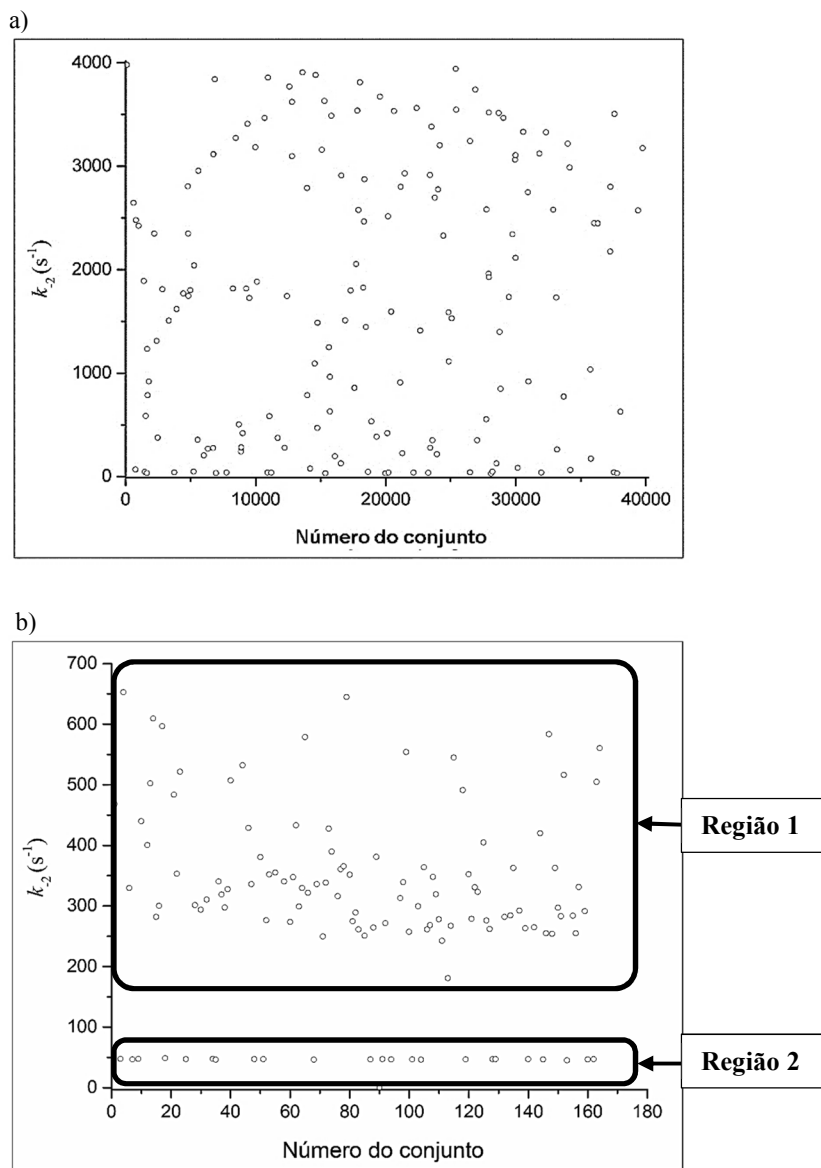 a)
4000
3000
2000
1000
0
k-2 (s-1)
0 10000 20000 30000 40000
Número do conjunto
b)
700
600
500
400
300
200
100
0
k-2 (s-1)
0 20 40 60 80 100 120 140 160 180
Número do conjunto
Região 1
Região 2